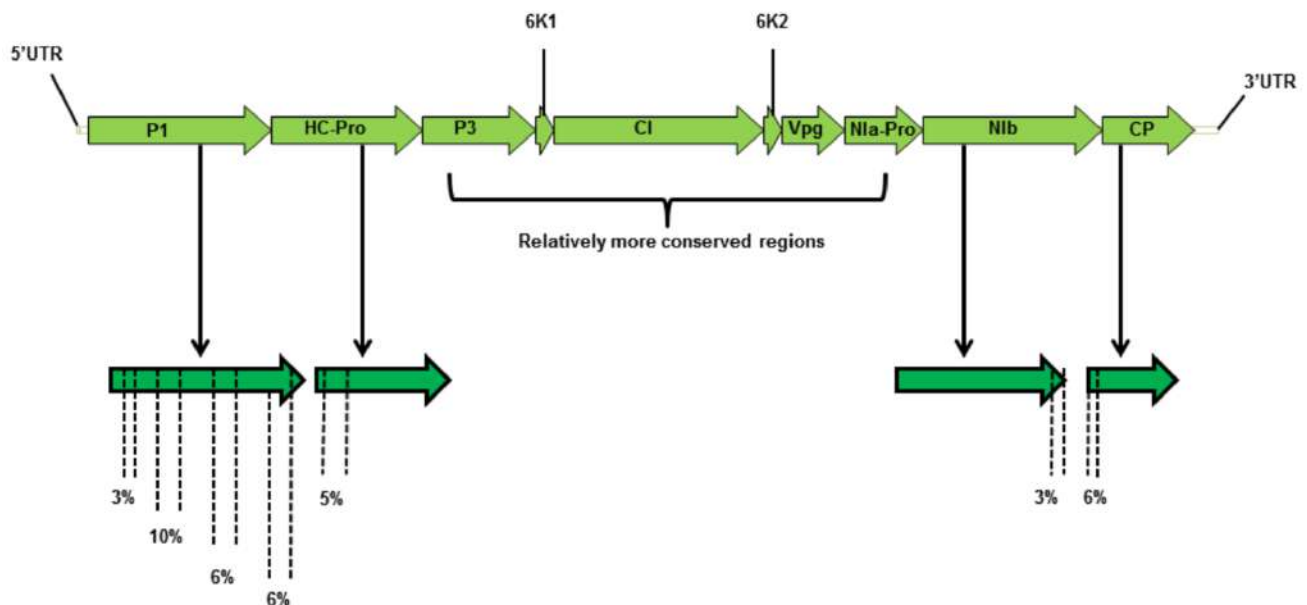 6K1
6K2
5'UTR
3'UTR
P1
HC-Pro
P3
CI
Vpg
NIa-Pro
NIb
CP
Relatively more conserved regions
3%
5%
3%
6%
10%
6%
6%